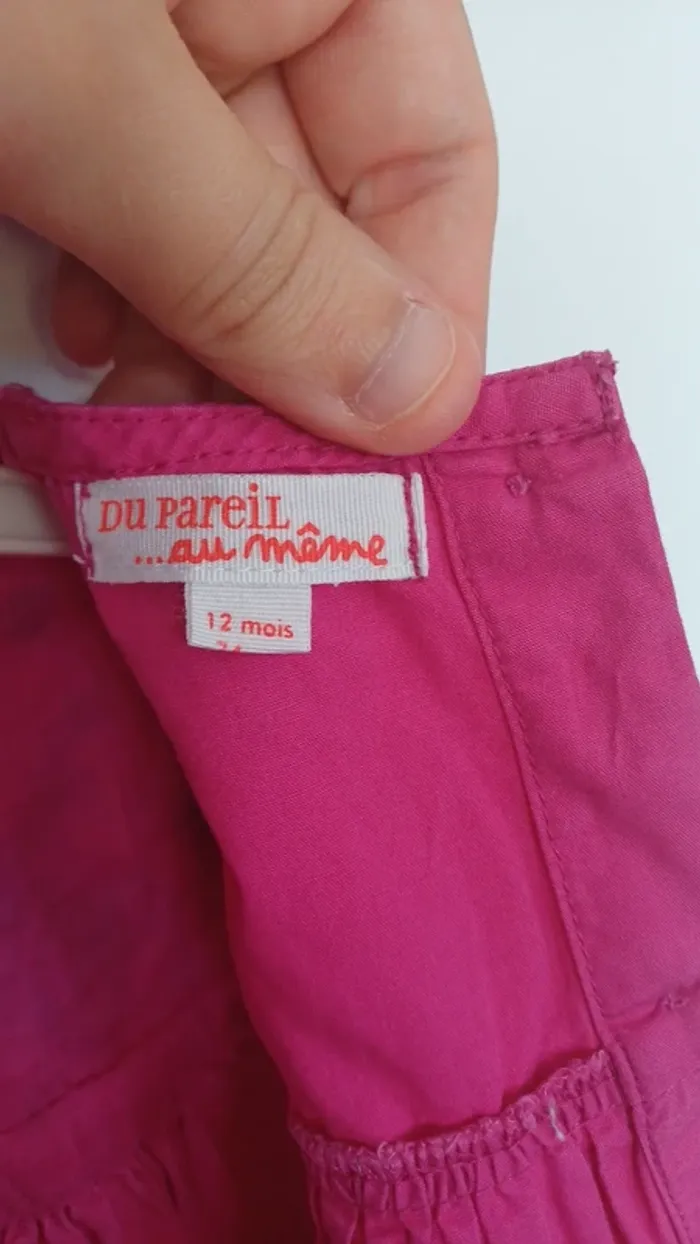 DU PAREIL
...au même
12 mois